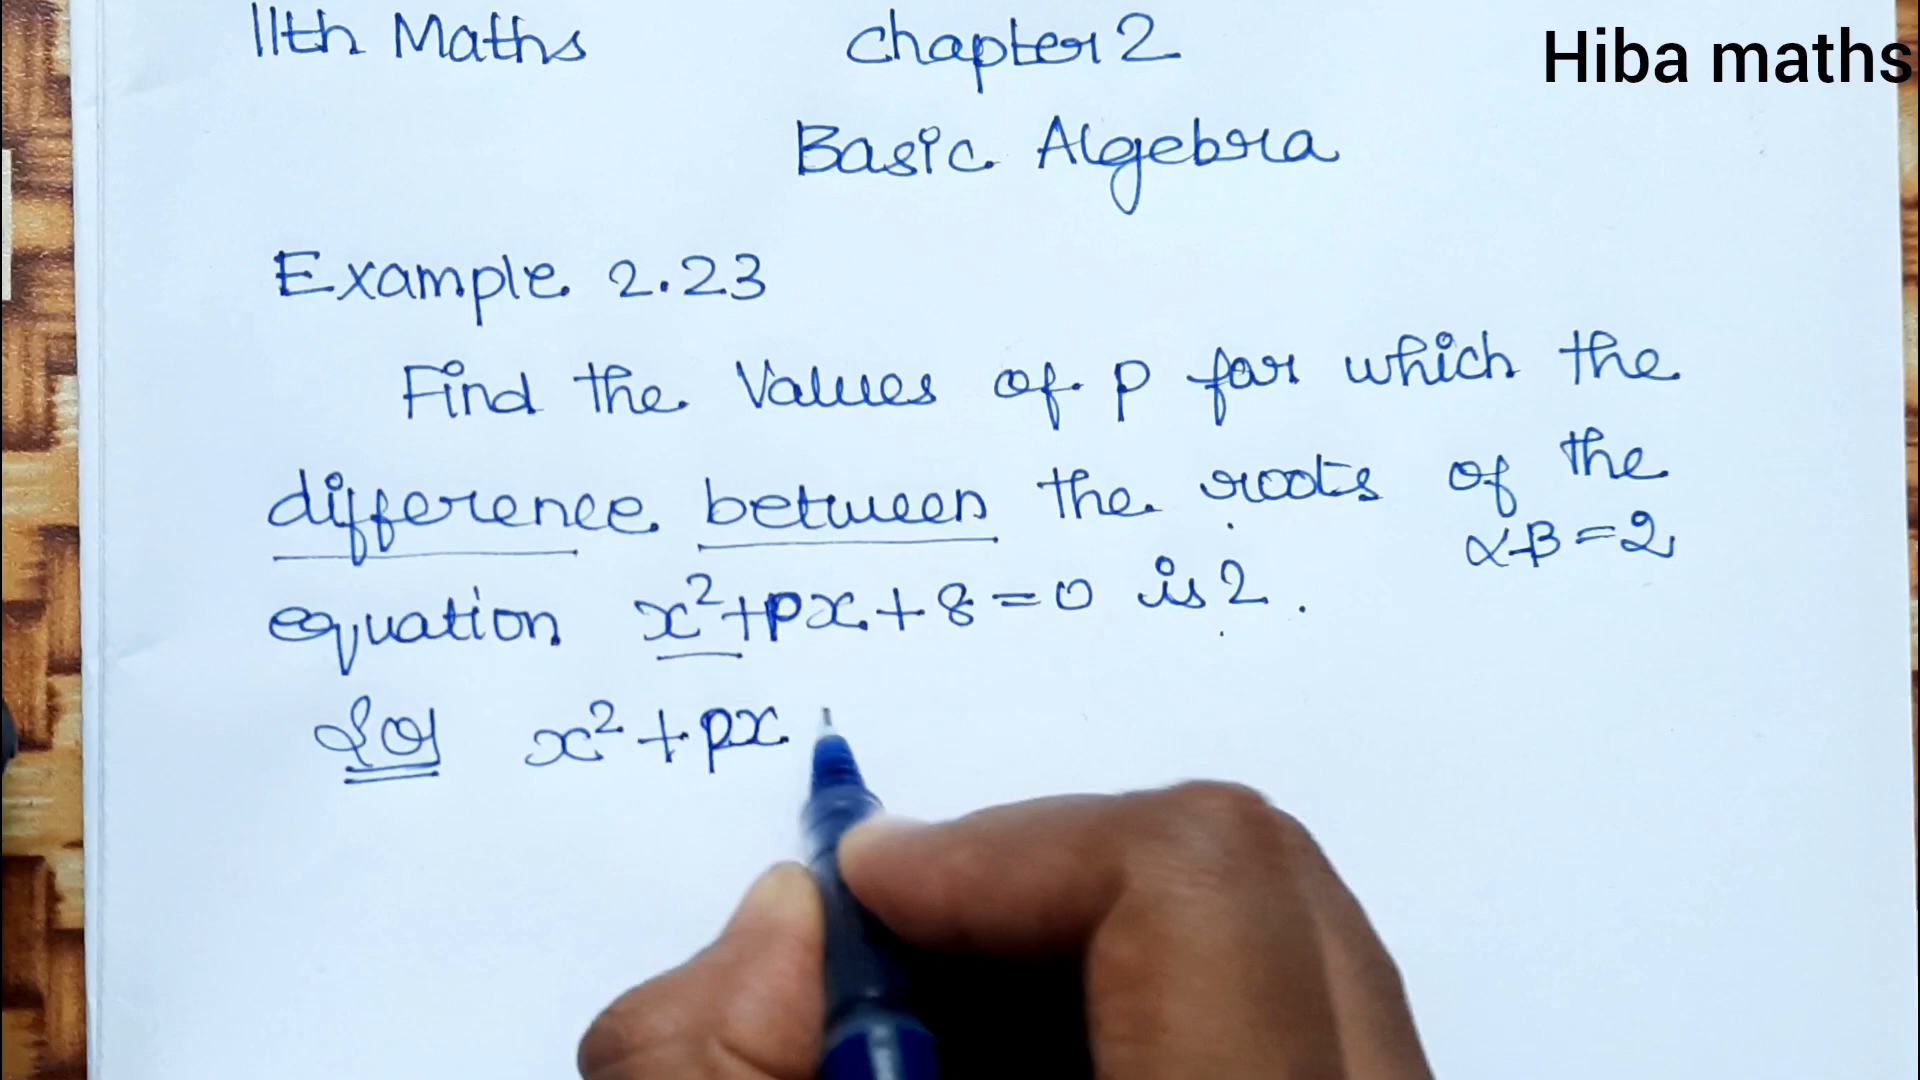 11th Maths chapter 2 Hiba maths
Basic Algebra
Example 2.23
Find the Values of p for which the
difference between the roots of the
α-β=2
equation x²+px+8=0 is 2.
Sol x²+px